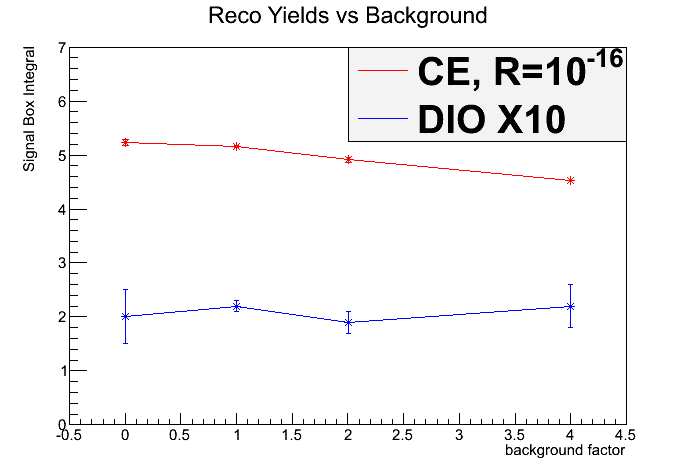 Reco Yields vs Background
Signal Box Integral
7
6
5
4
3
2
1
0
CE, R=10^-16
DIO X10
-0.5 0 0.5 1 1.5 2 2.5 3 3.5 4 4.5
background factor